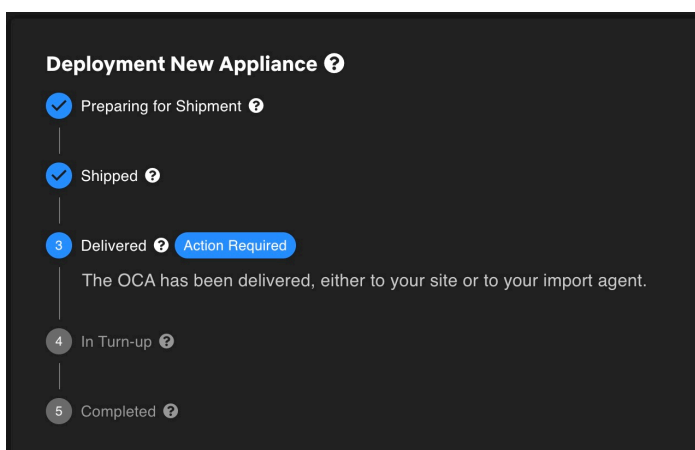 Deployment New Appliance ?
Preparing for Shipment ?
Shipped ?
3 Delivered ? Action Required
The OCA has been delivered, either to your site or to your import agent.
4 In Turn-up ?
5 Completed ?